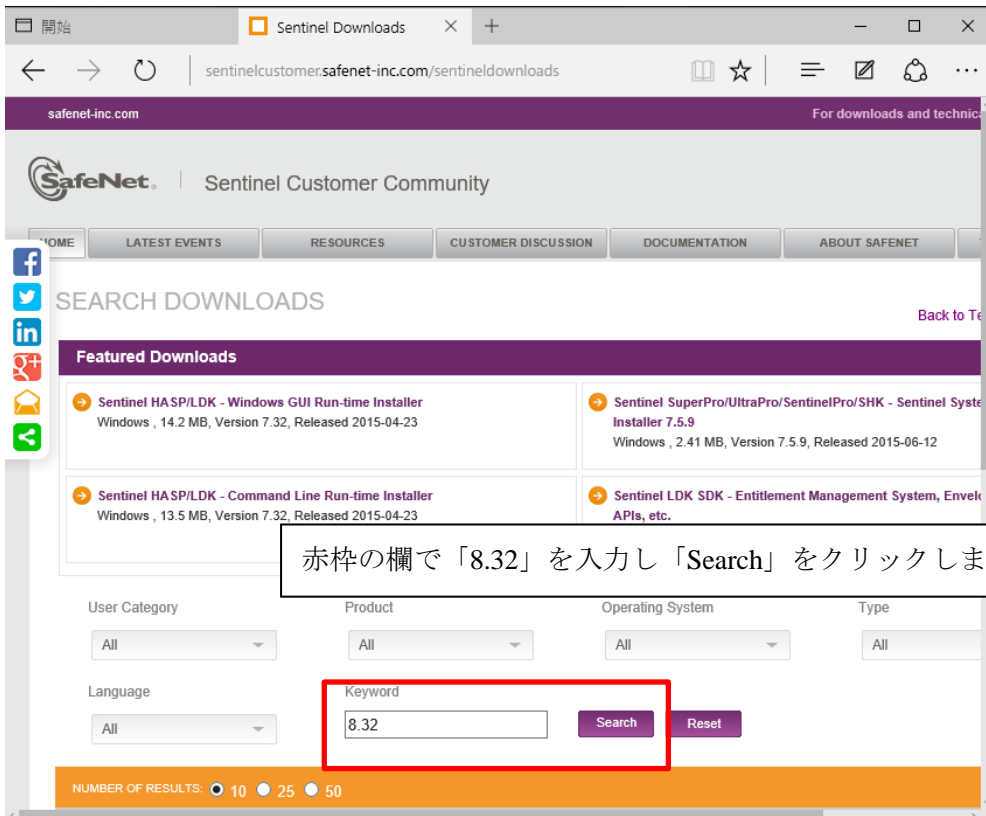 開始
Sentinel Downloads
sentinelcustomer.safenet-inc.com/sentineldownloads
safenet-inc.com
For downloads and technica
SafeNet.
Sentinel Customer Community
HOME
LATEST EVENTS
RESOURCES
CUSTOMER DISCUSSION
DOCUMENTATION
ABOUT SAFENET
SEARCH DOWNLOADS
Back to Te
Featured Downloads
Sentinel HASP/LDK - Windows GUI Run-time Installer
Windows , 14.2 MB, Version 7.32, Released 2015-04-23
Sentinel SuperPro/UltraPro/SentinelPro/SHK - Sentinel Syste
Installer 7.5.9
Windows , 2.41 MB, Version 7.5.9, Released 2015-06-12
Sentinel HASP/LDK - Command Line Run-time Installer
Windows , 13.5 MB, Version 7.32, Released 2015-04-23
Sentinel LDK SDK - Entitlement Management System, Envelo
APIs, etc.
赤枠の欄で「8.32」を入力し「Search」をクリックしま
User Category
Product
Operating System
Type
All
All
All
All
Language
Keyword
All
8.32
Search
Reset
NUMBER OF RESULTS: 10 25 50